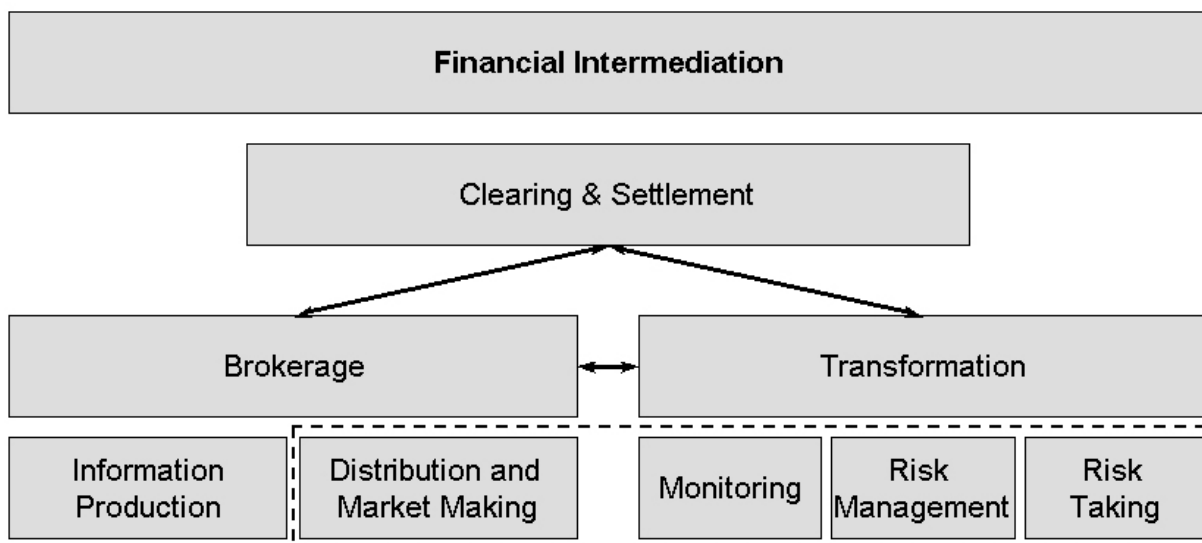 Financial Intermediation
Clearing & Settlement
Brokerage
Transformation
Information
Production
Distribution and
Market Making
Monitoring
Risk
Management
Risk
Taking